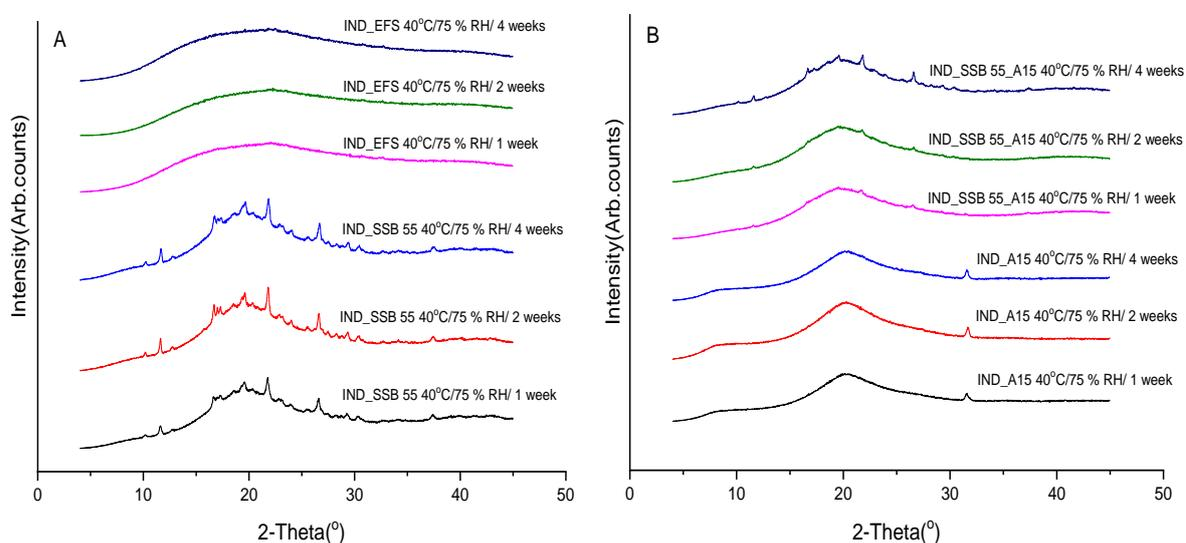 A
IND_EFS 40°C/75 % RH/ 4 weeks
IND_EFS 40°C/75 % RH/ 2 weeks
IND_EFS 40°C/75 % RH/ 1 week
IND_SSB 55 40°C/75 % RH/ 4 weeks
IND_SSB 55 40°C/75 % RH/ 2 weeks
IND_SSB 55 40°C/75 % RH/ 1 week
Intensity(Arb.counts)
0 10 20 30 40 50
2-Theta(°)
B
IND_SSB 55_A15 40°C/75 % RH/ 4 weeks
IND_SSB 55_A15 40°C/75 % RH/ 2 weeks
IND_SSB 55_A15 40°C/75 % RH/ 1 week
IND_A15 40°C/75 % RH/ 4 weeks
IND_A15 40°C/75 % RH/ 2 weeks
IND_A15 40°C/75 % RH/ 1 week
Intensity(Arb.counts)
0 10 20 30 40 50
2-Theta(°)